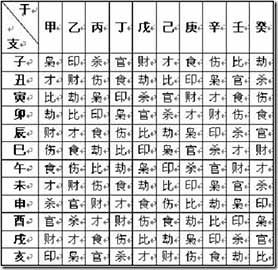 于 甲 乙 丙 丁 戊 己 庚 辛 壬 癸
支
子 枭 印 杀 官 财 才 食 伤 比 劫
丑 才 财 伤 食 劫 比 印 枭 官 杀
寅 比 劫 枭 印 杀 官 才 财 食 伤
卯 劫 比 印 枭 官 杀 财 才 伤 食
辰 财 才 食 伤 比 劫 枭 印 杀 官
巳 食 伤 比 劫 枭 印 杀 官 才 财
午 伤 食 劫 比 印 枭 官 杀 财 才
未 才 财 伤 食 劫 比 印 枭 官 杀
申 杀 官 才 财 食 伤 比 劫 枭 印
酉 官 杀 财 才 伤 食 劫 比 印 枭
戌 财 才 食 伤 比 劫 枭 印 杀 官
亥 印 枭 官 杀 财 才 伤 食 劫 比